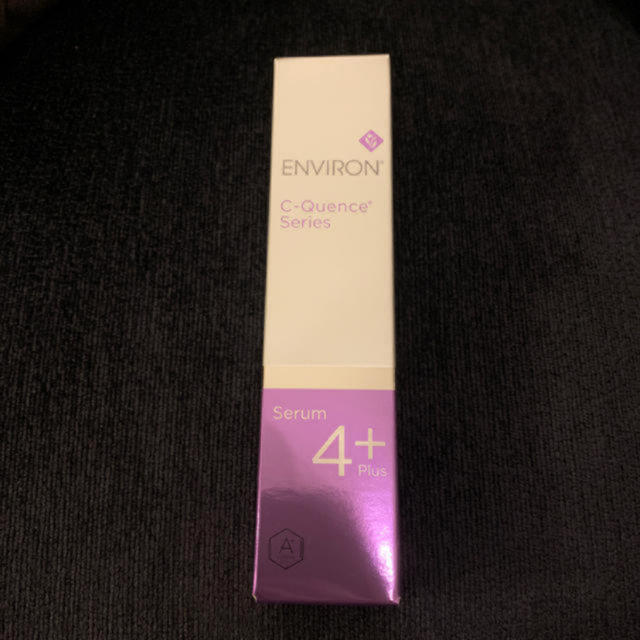 ENVIRON®
C-Quence®
Series
Serum
4+
Plus
A